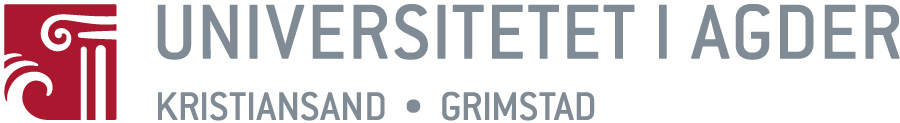 UNIVERSITETET I AGDER
KRISTIANSAND • GRIMSTAD